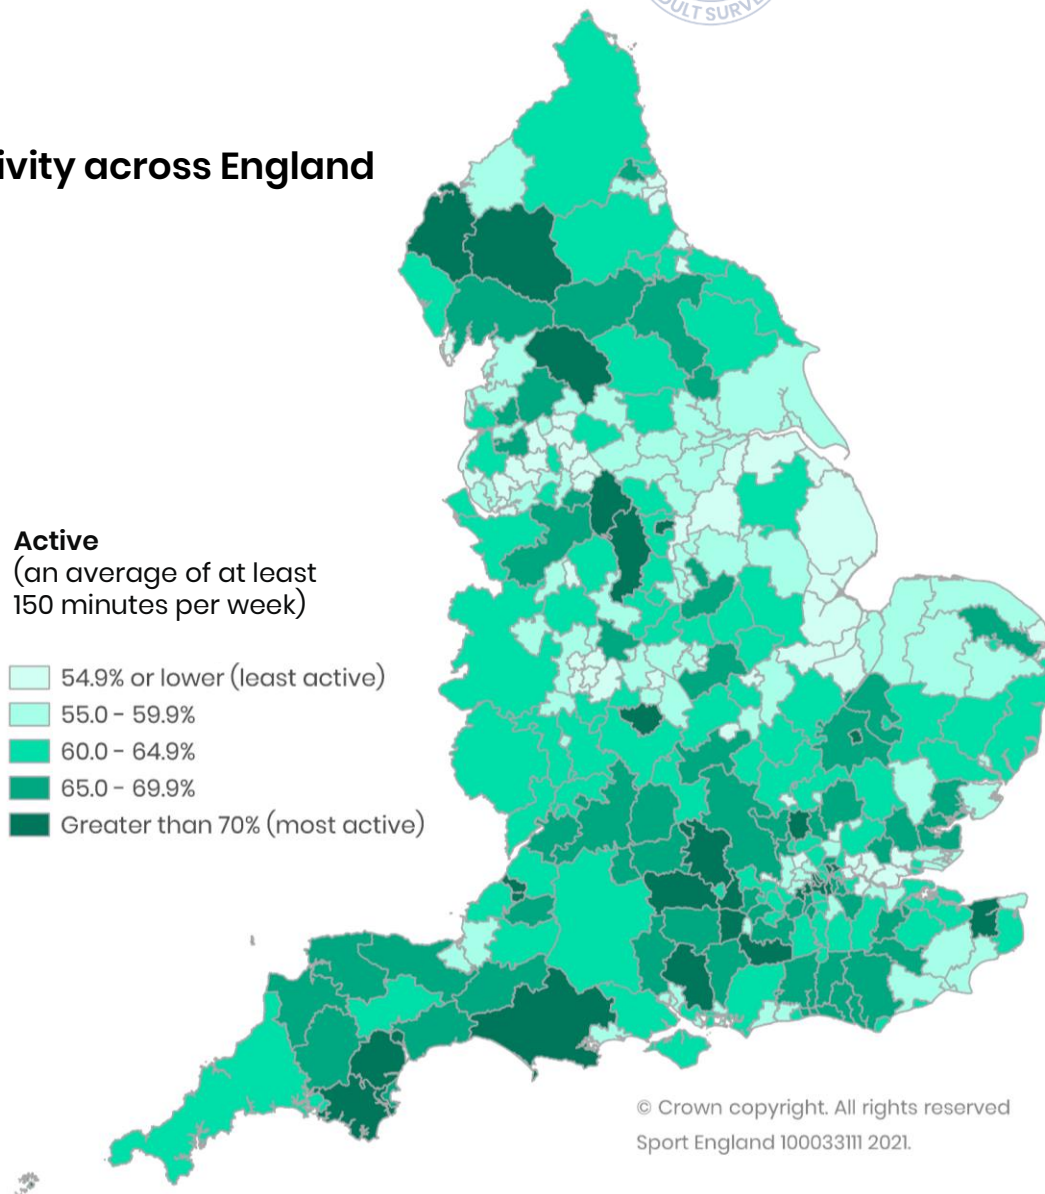 ULT SURVE
ivity across England
Active
(an average of at least
150 minutes per week)
54.9% or lower (least active)
55.0 - 59.9%
60.0 - 64.9%
65.0 - 69.9%
Greater than 70% (most active)
© Crown copyright. All rights reserved
Sport England 100033111 2021.